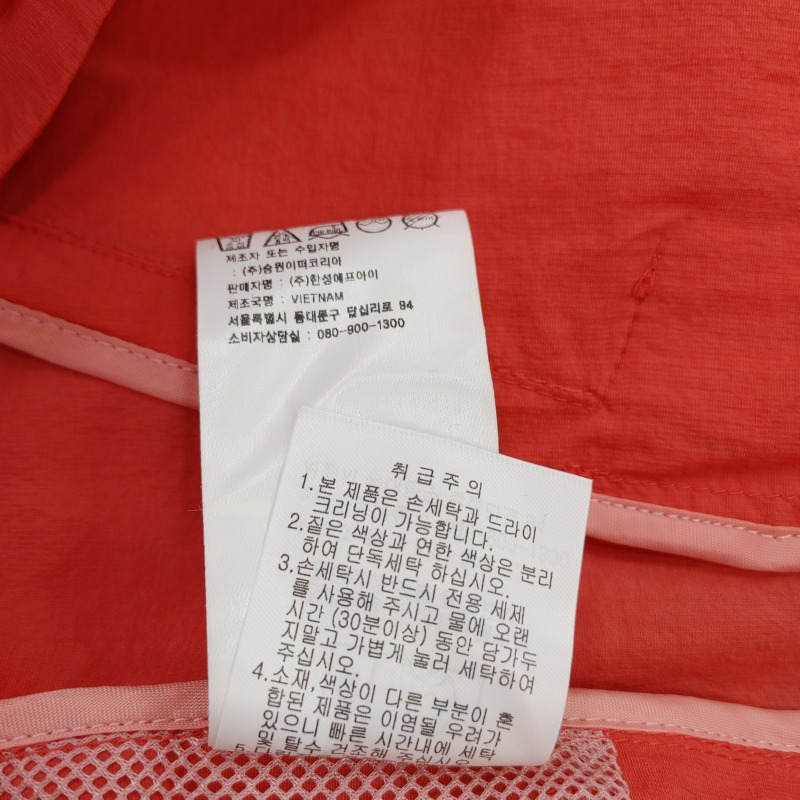 제조자 또는 수입자명
: (주)승원이떠코리아
판매자명 : (주)한성에프아이
제조국명 : VIETNAM
서울특별시 동대문구 답십리로 94
소비자상담실 : 080-900-1300
취급주의
1. 본 제품은 손세탁과 드라이
크리닝이 가능합니다.
2. 짙은 색상과 연한 색상은 분리
하여 단독세탁 하십시오.
3. 손세탁시 반드시 전용 세제
를 사용해 주시고 물에 오랜
시간 (30분이상) 동안 담가두
지말고 가볍게 눌러 세탁하여
주십시오.
4. 소재,색상이 다른 부분이 혼
합된 제품은 이염될 우려가
있으니 빠른 시간내에 세탁
및 탈수 건조해 주십시오